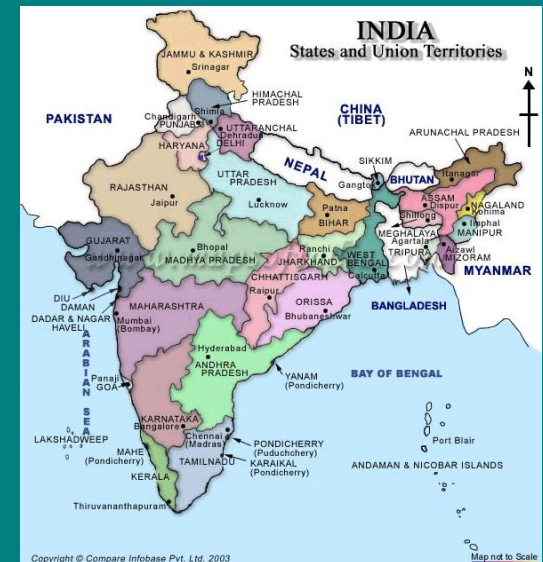 INDIA
States and Union Territories
N
JAMMU & KASHMIR
Srinagar
HIMACHAL
PRADESH
Shimla
Chandigarh
PUNJAB
PAKISTAN
CHINA
(TIBET)
UTTARANCHAL
Dehradun
HARYANA
DELHI
ARUNACHAL PRADESH
SIKKIM
NEPAL
BHUTAN
Itanagar
Gangtok
RAJASTHAN
Jaipur
UTTAR
PRADESH
Lucknow
ASSAM
Dispur
NAGALAND
Kohima
Shillong
MEGHALAYA
Imphal
MANIPUR
Patna
BIHAR
Agartala
TRIPURA
Aizawl
MIZORAM
GUJARAT
Gandhinagar
Bhopal
MADHYA PRADESH
Ranchi
JHARKHAND
WEST
BENGAL
Calcutta
MYANMAR
CHHATTISGARH
Raipur
DIU
DAMAN
DADAR & NAGAR
HAVELI
MAHARASHTRA
Mumbai
(Bombay)
ORISSA
Bhubaneshwar
BANGLADESH
ARABIAN SEA
Hyderabad
ANDHRA
PRADESH
YANAM
(Pondicherry)
BAY OF BENGAL
Panaji
GOA
KARNATAKA
Bangalore
Chennai
(Madras)
PONDICHERRY
(Puduchchery)
KARAIKAL
(Pondicherry)
LAKSHADWEEP
MAHE
(Pondicherry)
TAMILNADU
KERALA
Thiruvananthapuram
Port Blair
ANDAMAN & NICOBAR ISLANDS
Copyright © Compare Infobase Pvt. Ltd. 2003
Map not to Scale